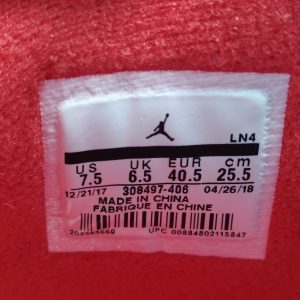 LN4
US UK EUR cm
7.5 6.5 40.5 25.5
12/21/17 308497-406 04/26/18
MADE IN CHINA
FABRIQUE EN CHINE
UPC 00884802115847